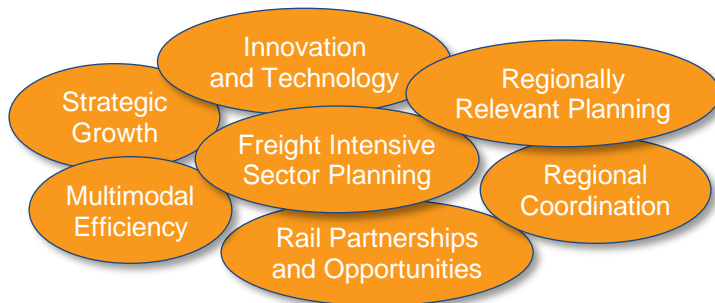 Innovation
and Technology
Regionally
Relevant Planning
Strategic
Growth
Freight Intensive
Sector Planning
Multimodal
Efficiency
Regional
Coordination
Rail Partnerships
and Opportunities